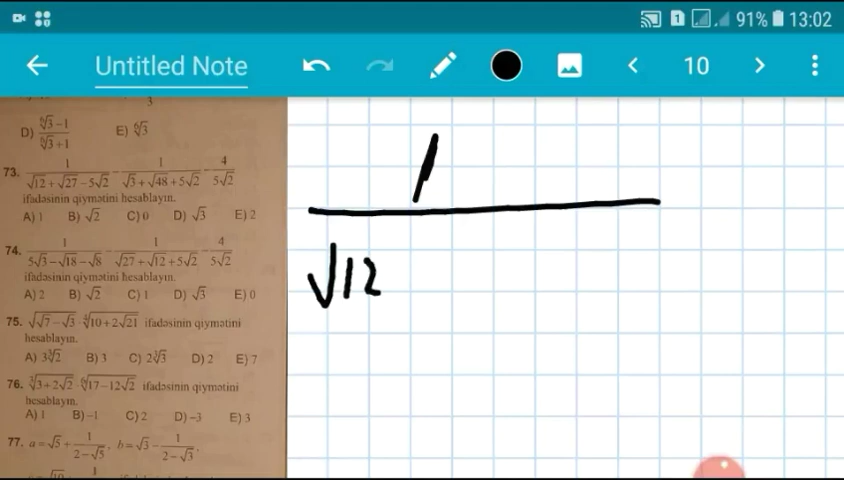 1 91% 13:02
Untitled Note 10
3
D) (⁶√3 −1)/(⁶√3 +1) E) ⁶√3
73. 1/(√12 + √27 − 5√2) − 1/(√3 + √48 + 5√2) − 4/(5√2)
ifadəsinin qiymətini hesablayın.
A) 1 B) √2 C) 0 D) √3 E) 2
74. 1/(5√3 − √18 − √8) − 1/(√27 + √12 + 5√2) − 4/(5√2)
ifadəsinin qiymətini hesablayın.
A) 2 B) √2 C) 1 D) √3 E) 0
75. √(√7 − √3) · ⁴√(10 + 2√21) ifadəsinin qiymətini
hesablayın.
B) 3 D) 2 E) 7
76. ³√(3 + 2√2) · ⁶√(17 − 12√2) ifadəsinin qiymətini
hesablayın.
A) 1 B) −1 C) 2 D) −3 E) 3
77. a = √5 + 1/(2 − √5), b = √3 − 1/(2 − √3),
1
√12